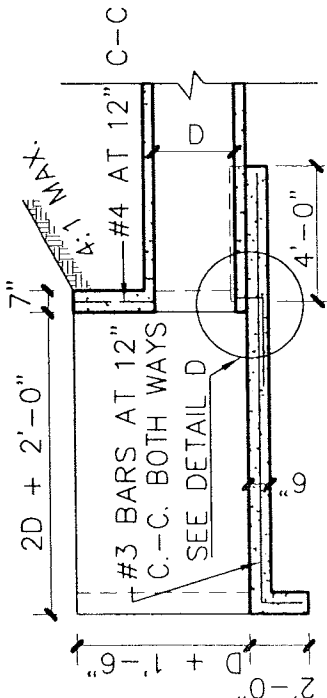 7"
4:1 MAX.
2D + 2'-0"
#4 AT 12" C-C
D
#3 BARS AT 12"
C.-C. BOTH WAYS
SEE DETAIL D
D + 1'-6"
6"
4'-0"
2'-0"